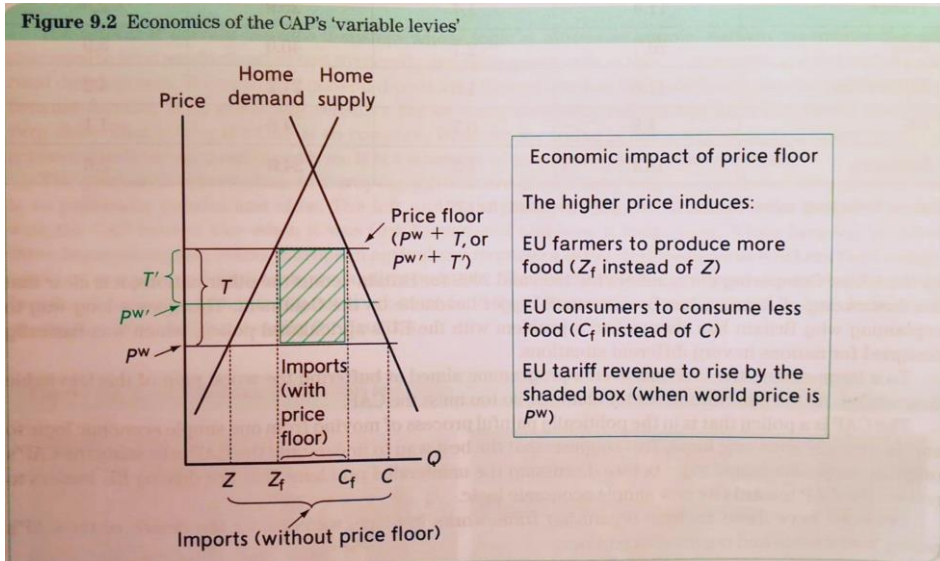 Figure 9.2 Economics of the CAP's 'variable levies'
Home Home
Price demand supply
Price floor
(Pw + T, or
Pw' + T')
T'
T
Pw'
Pw
Imports
(with
price
floor)
Z Zf Cf C Q
Imports (without price floor)
Economic impact of price floor
The higher price induces:
EU farmers to produce more
food (Zf instead of Z)
EU consumers to consume less
food (Cf instead of C)
EU tariff revenue to rise by the
shaded box (when world price is
Pw)